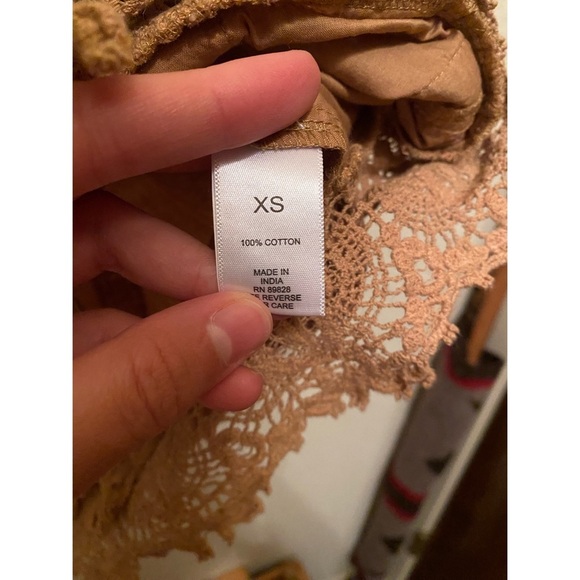 XS
100% COTTON
MADE IN
INDIA
RN 89828
REVERSE
CARE